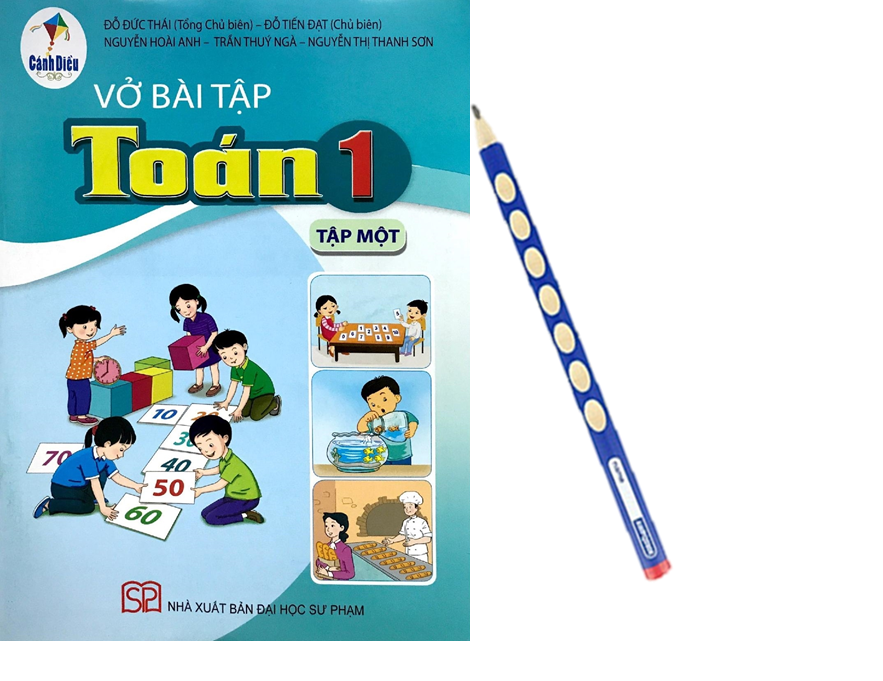 ĐỖ ĐỨC THÁI (Tổng Chủ biên) – ĐỖ TIẾN ĐẠT (Chủ biên)
NGUYỄN HOÀI ANH – TRẦN THUÝ NGÀ – NGUYỄN THỊ THANH SƠN
Cánh Diều
VỞ BÀI TẬP
Toán 1
TẬP MỘT
10
30
70
40
50
60
SP
NHÀ XUẤT BẢN ĐẠI HỌC SƯ PHẠM